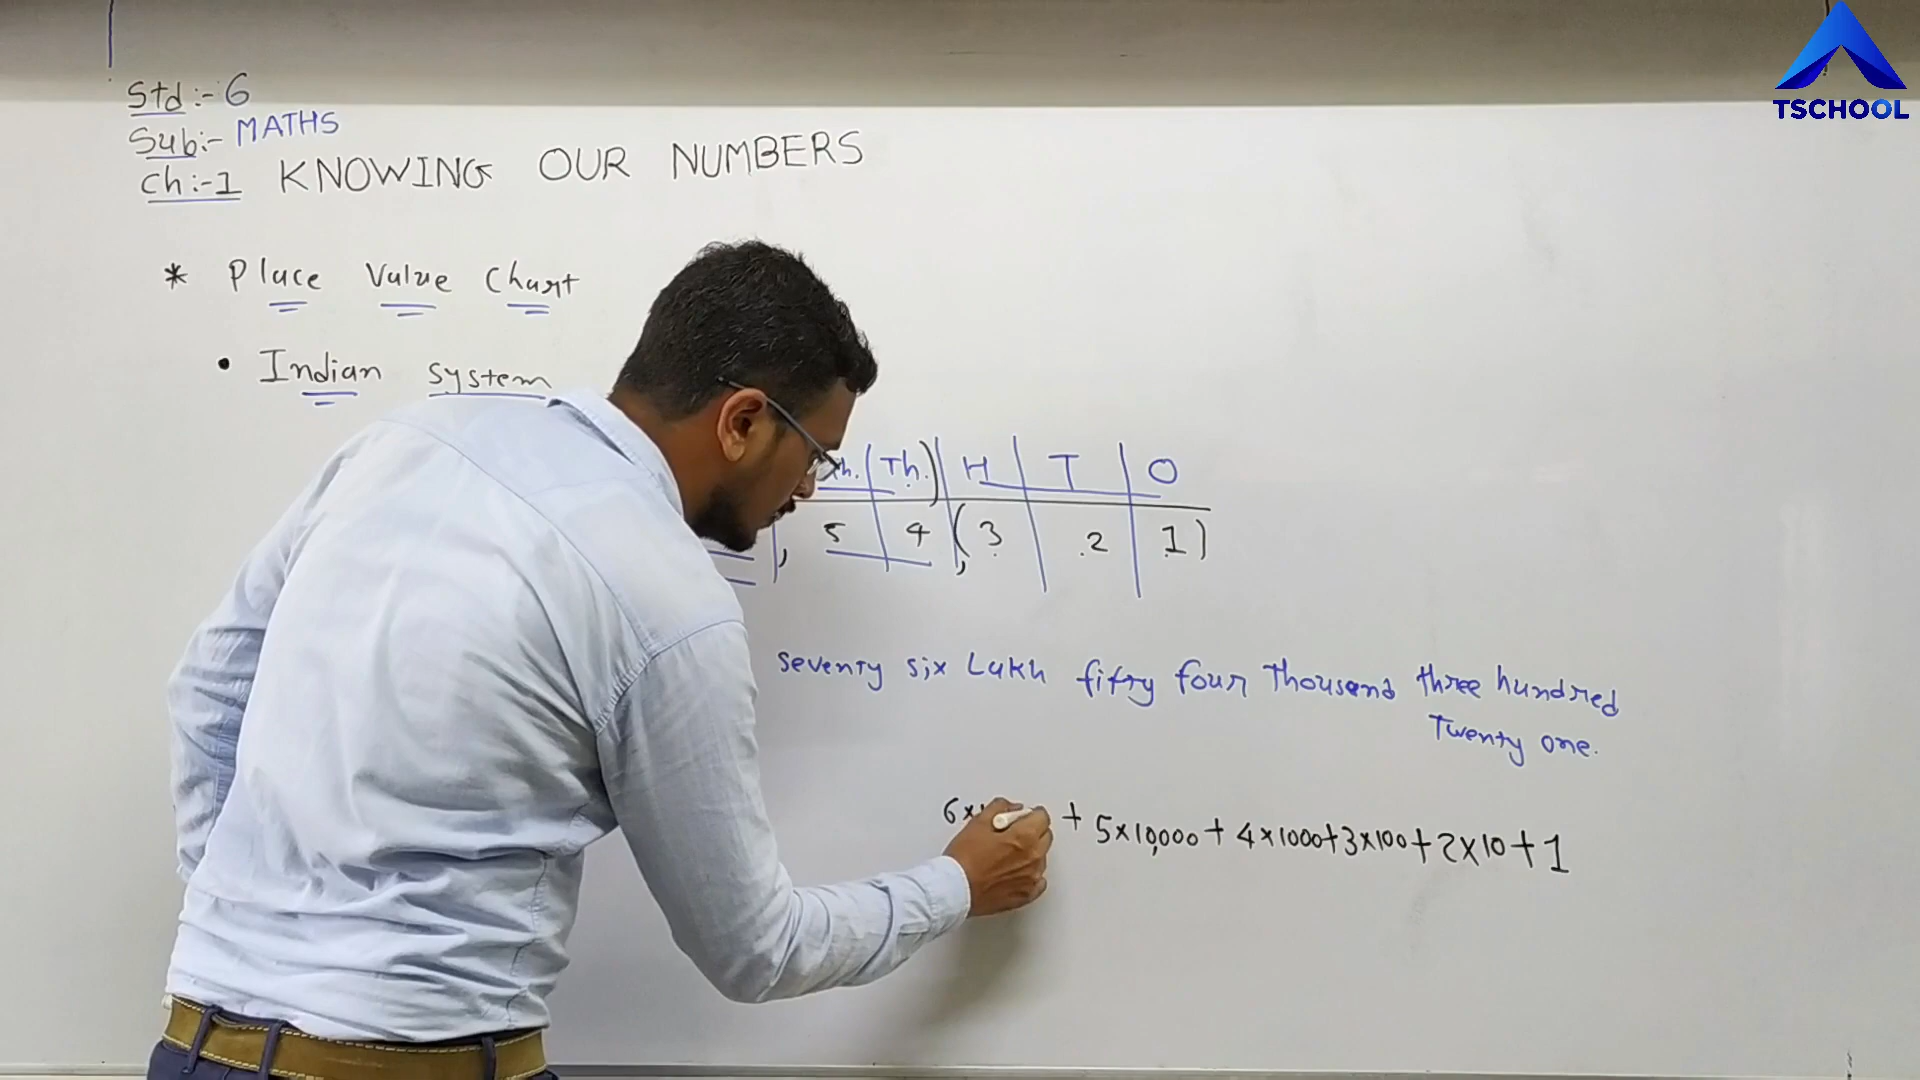 TSCHOOL
Std :- 6
Sub:- MATHS
Ch:-1 KNOWING OUR NUMBERS
* Place Value Chart
• Indian System
Th.) H T O
, 5 4 , (3 2 1)
Seventy six Lakh fifty four Thousand three hundred
Twenty one.
+ 5×10,000 + 4×1000+3×100+2×10+1